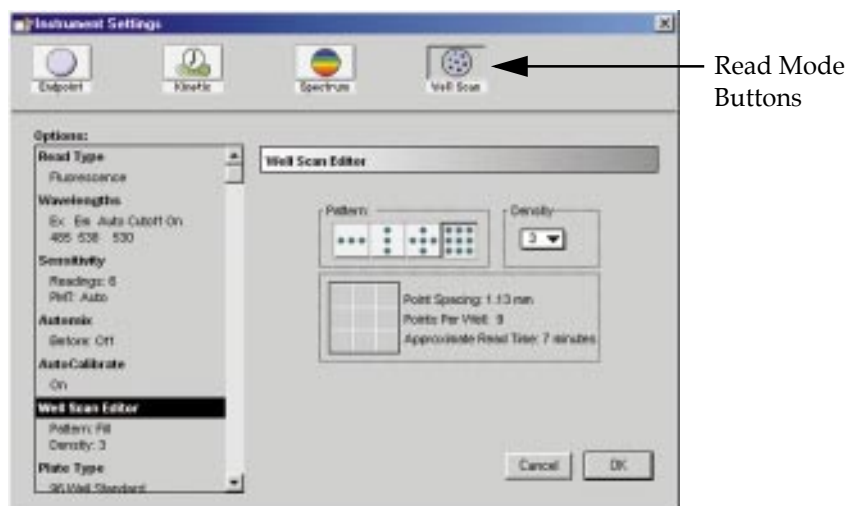 Instrument Settings
Endpoint
Kinetic
Spectrum
Well Scan
Read Mode
Buttons
Options:
Read Type
Fluorescence
Wavelengths
Ex Em Auto Cutoff On
485 538 530
Sensitivity
Readings: 6
PMT: Auto
Automix
Before: Off
AutoCalibrate
On
Well Scan Editor
Pattern: Fill
Density: 3
Plate Type
96 Well Standard
Well Scan Editor
Pattern
Density
3
Point Spacing: 1.13 mm
Points Per Well: 9
Approximate Read Time: 7 minutes
Cancel
OK